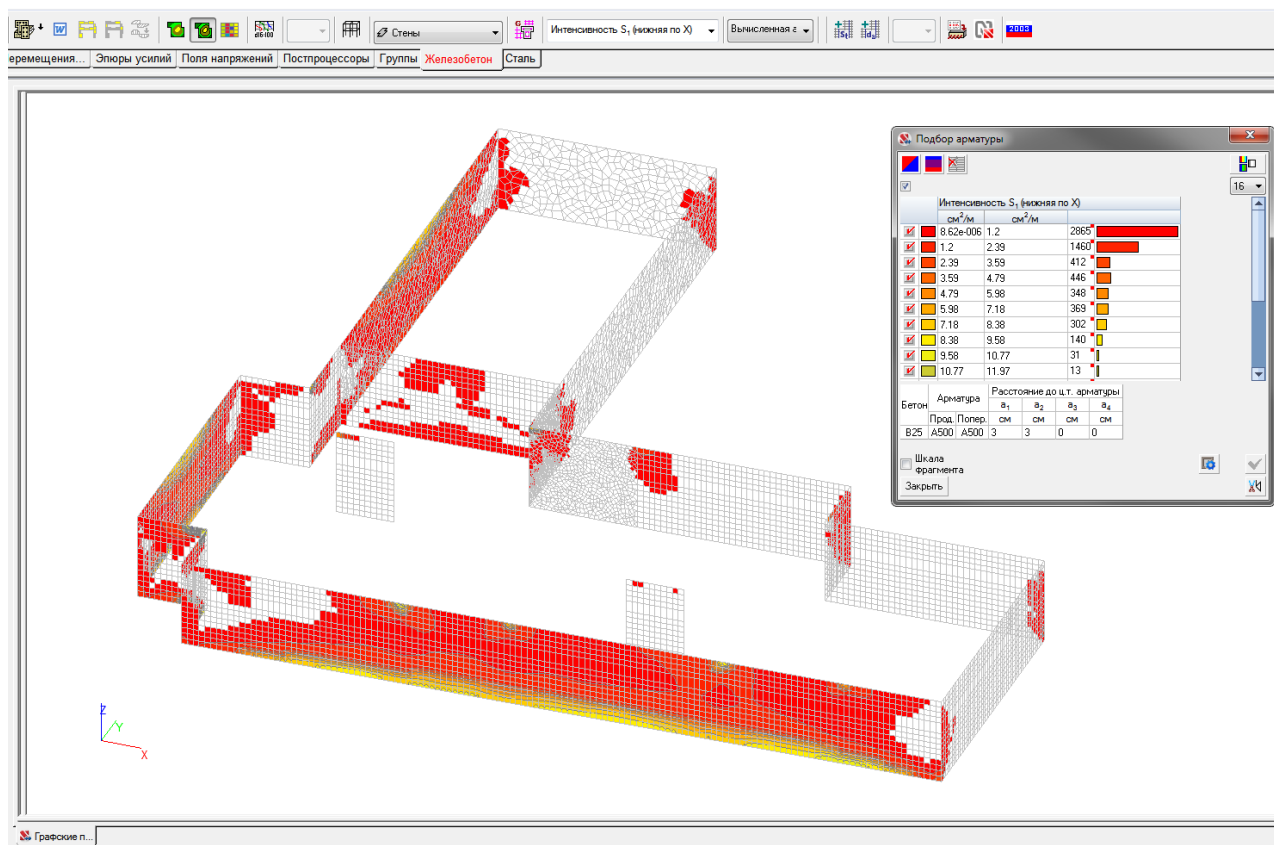 Стены
Интенсивность S1 (нижняя по X)
Вычисленная а
2003
еремещения... Эпюры усилий Поля напряжений Постпроцессоры Группы Железобетон Сталь
Подбор арматуры
16
Интенсивность S1 (нижняя по X)
см2/м см2/м
8.62e-006 1.2 2865
1.2 2.39 1460
2.39 3.59 412
3.59 4.79 446
4.79 5.98 348
5.98 7.18 369
7.18 8.38 302
8.38 9.58 140
9.58 10.77 31
10.77 11.97 13
Бетон Арматура Расстояние до ц.т. арматуры
a1 a2 a3 a4
Прод. Попер. см см см см
B25 A500 A500 3 3 0 0
Шкала
фрагмента
Закрыть
Z
Y
X
Графские п...